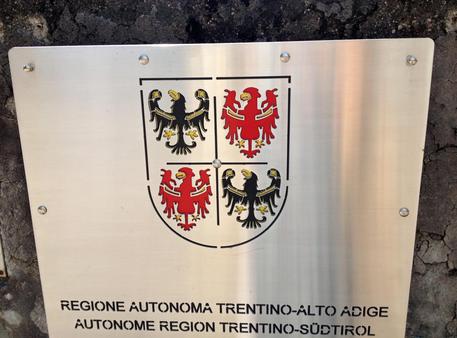 REGIONE AUTONOMA TRENTINO-ALTO ADIGE
AUTONOME REGION TRENTINO-SÜDTIROL